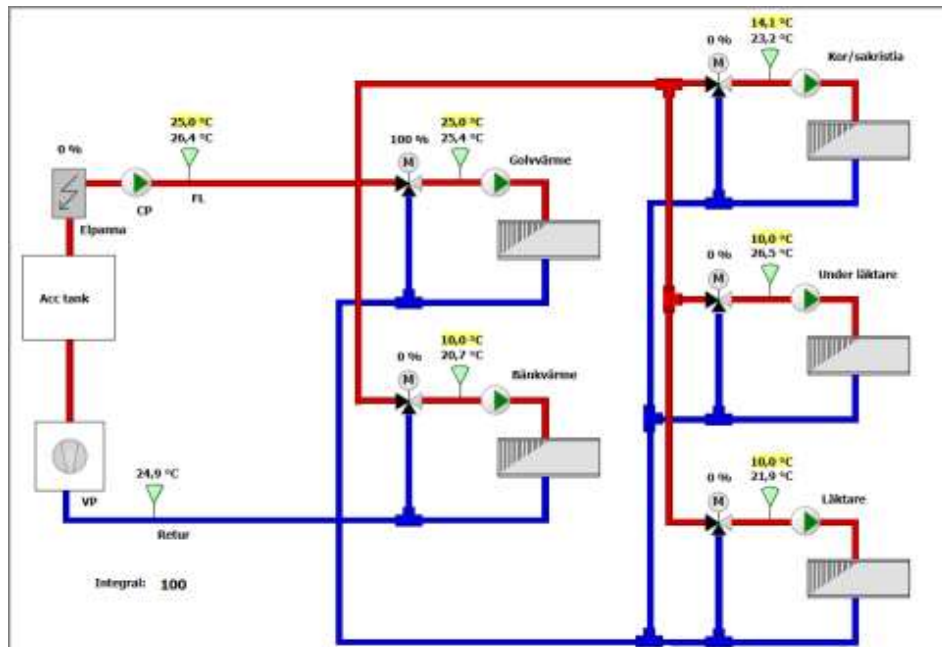 14,1 °C
23,2 °C
0 %
M
Kor/sakristia
25,0 °C
26,4 °C
0 %
CP
FL
Elpanna
25,0 °C
25,4 °C
100 %
M
Golvvärme
Acc tank
10,0 °C
26,5 °C
0 %
M
Under läktare
10,0 °C
20,7 °C
0 %
M
Bänkvärme
VP
24,9 °C
Retur
10,0 °C
21,9 °C
0 %
M
Läktare
Integral: 100